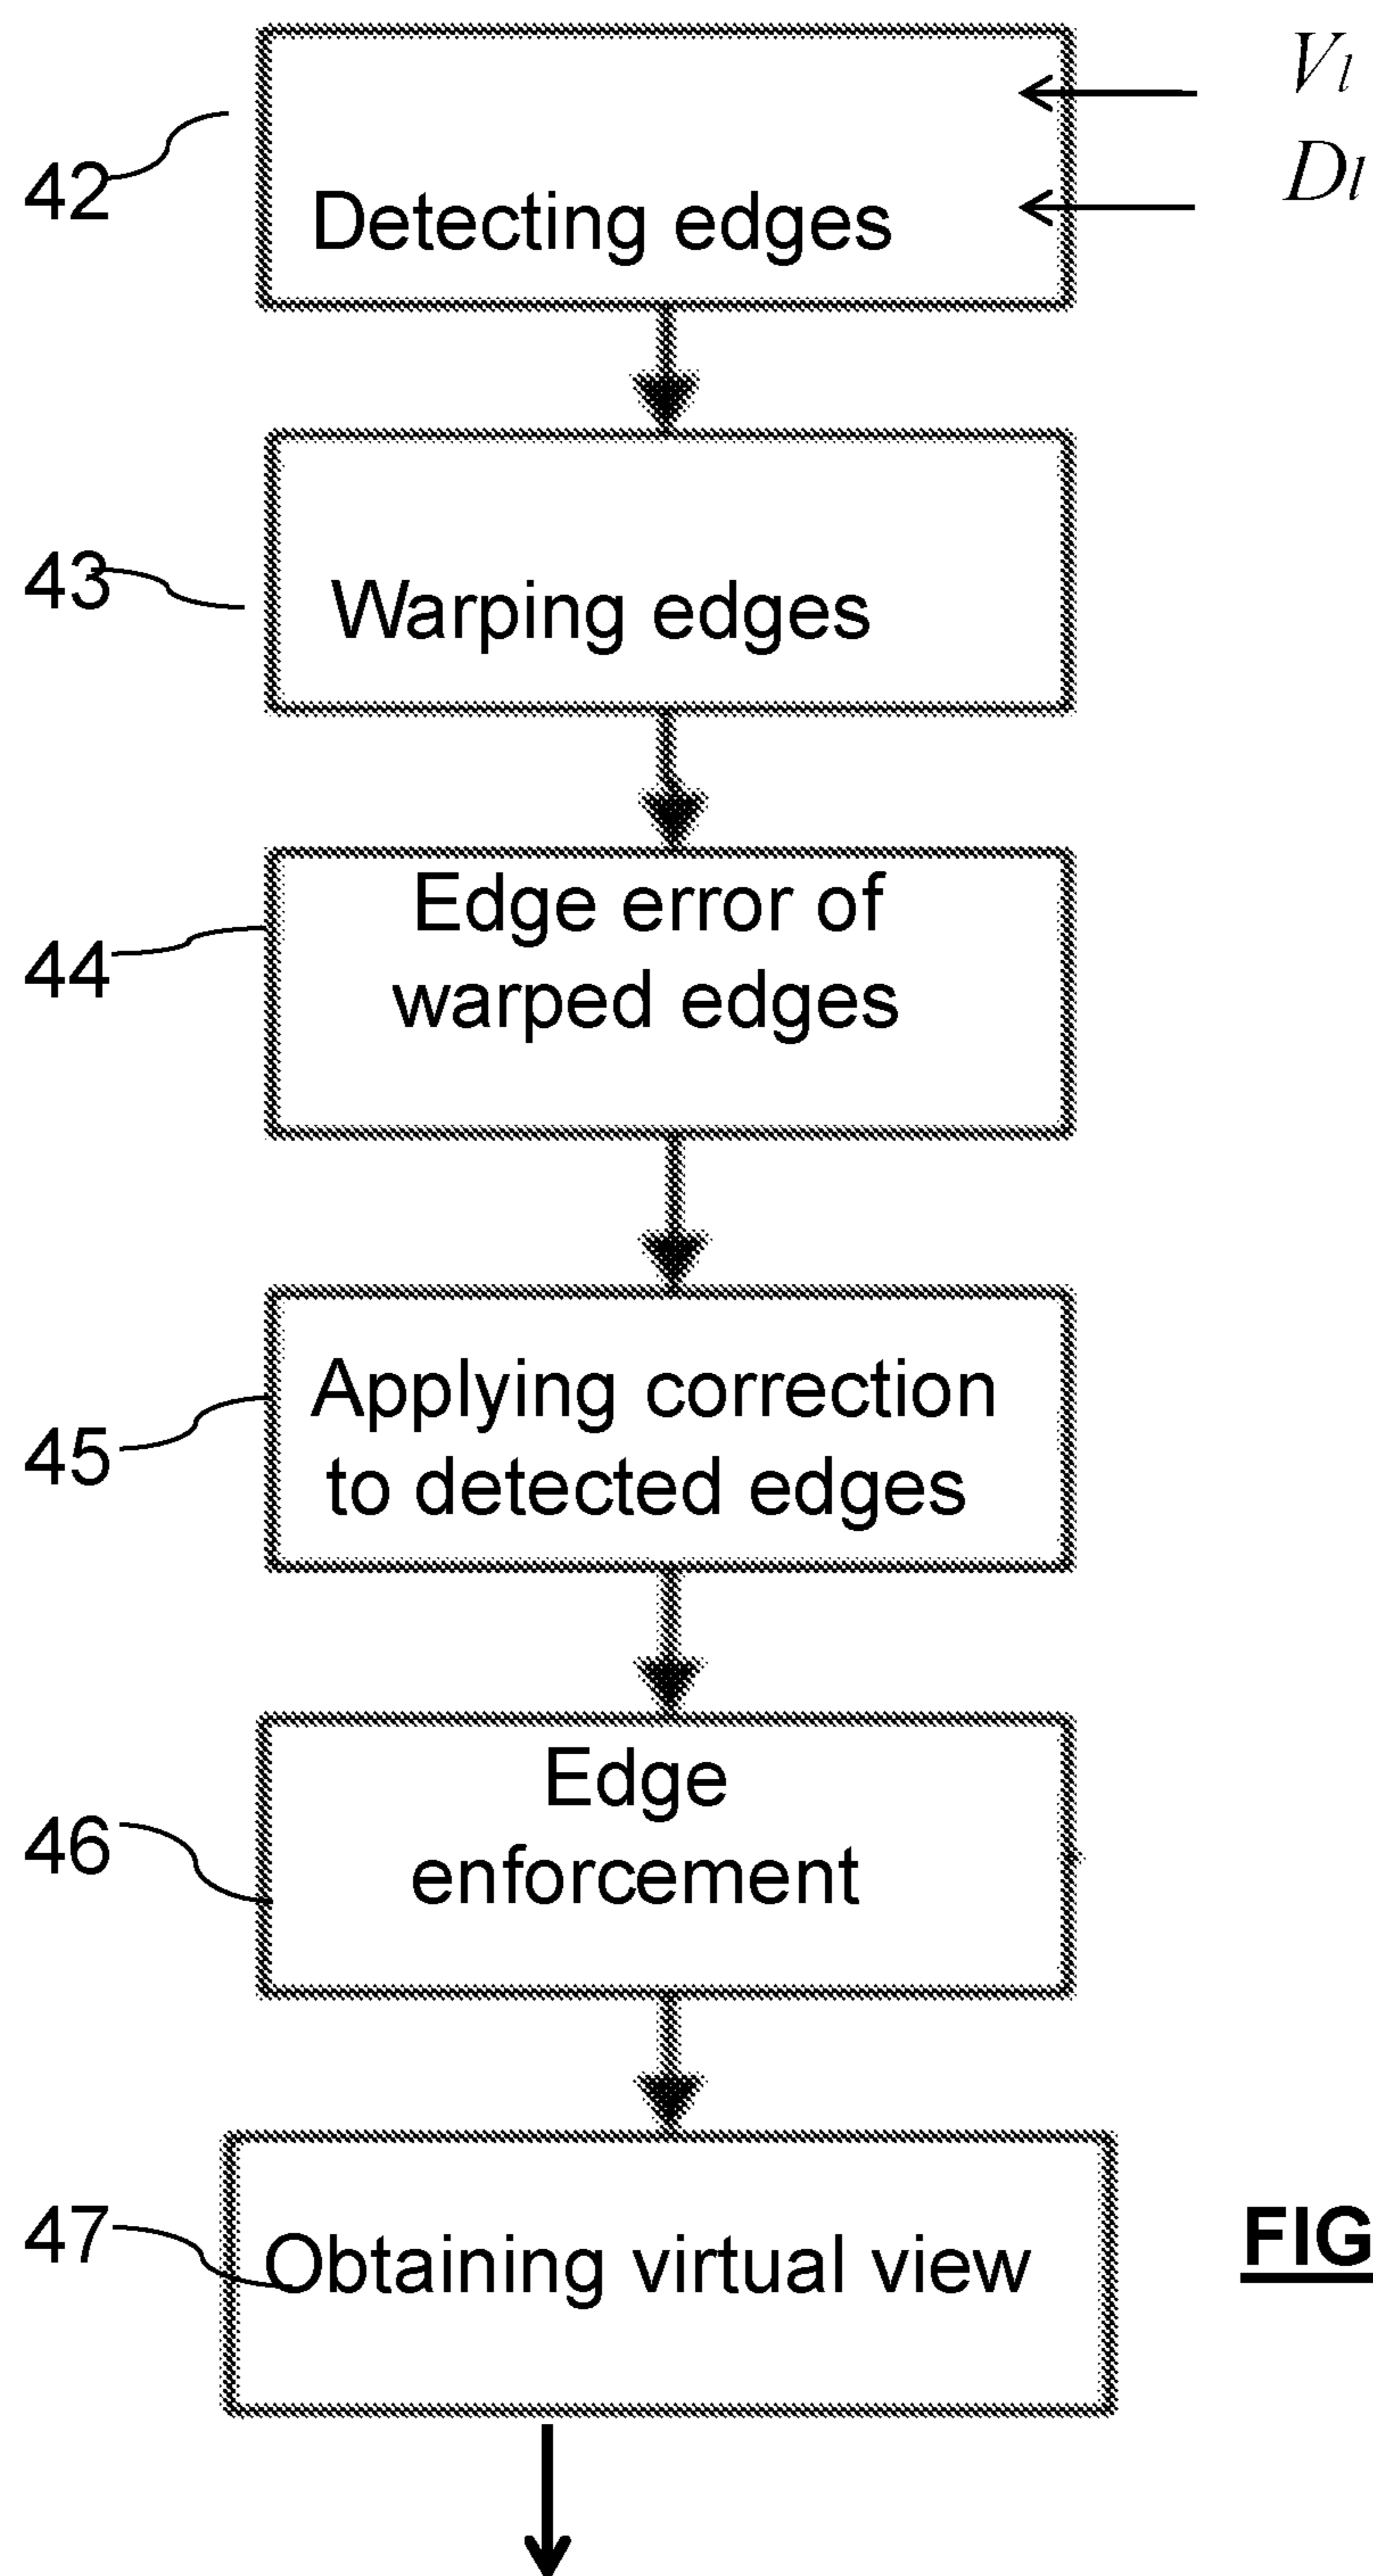 Vl
42
Dl
Detecting edges
43
Warping edges
Edge error of
44
warped edges
Applying correction
45
to detected edges
Edge
46
enforcement
47
Obtaining virtual view
FIG